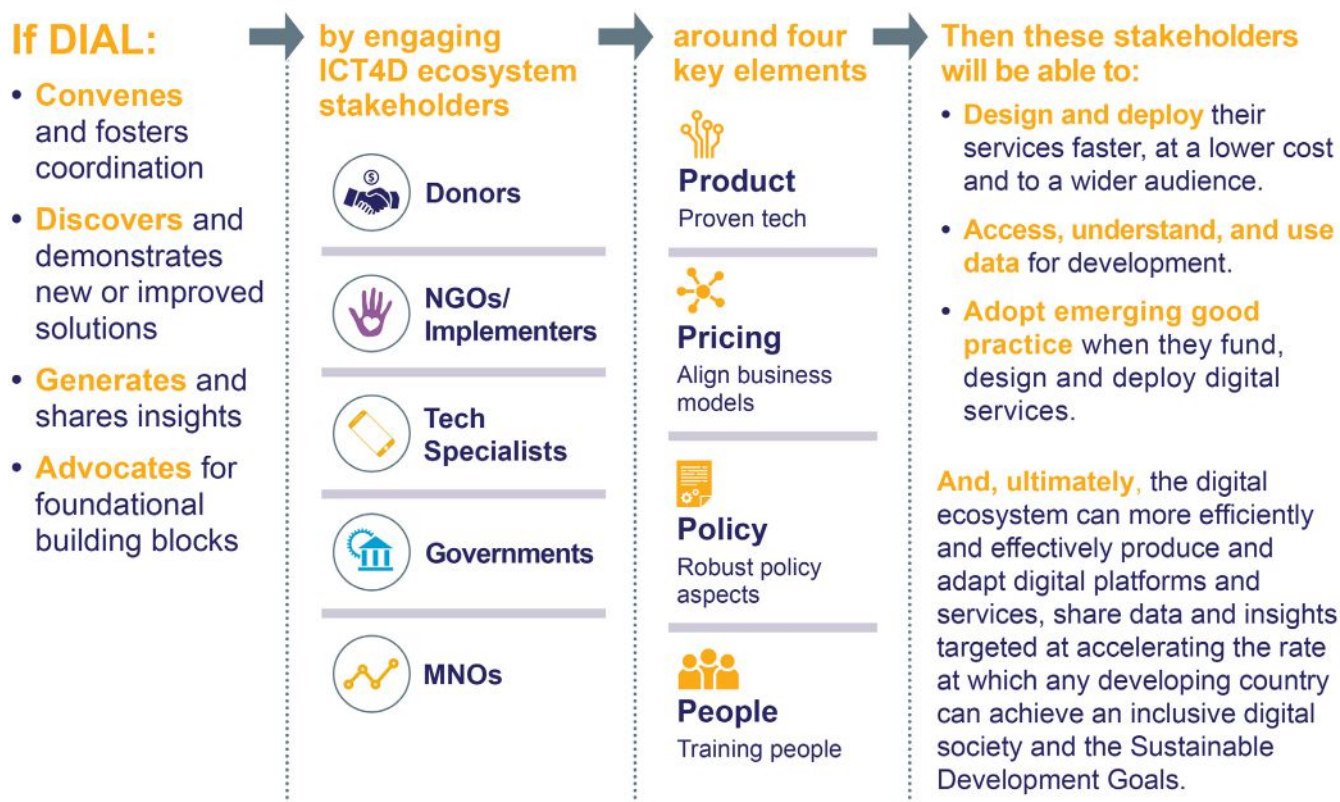 If DIAL:
• Convenes
and fosters
coordination
• Discovers and
demonstrates
new or improved
solutions
• Generates and
shares insights
• Advocates for
foundational
building blocks
by engaging
ICT4D ecosystem
stakeholders
$
Donors
NGOs/
Implementers
Tech
Specialists
Governments
MNOs
around four
key elements
Product
Proven tech
Pricing
Align business
models
Policy
Robust policy
aspects
People
Training people
Then these stakeholders
will be able to:
• Design and deploy their
services faster, at a lower cost
and to a wider audience.
• Access, understand, and use
data for development.
• Adopt emerging good
practice when they fund,
design and deploy digital
services.
And, ultimately, the digital
ecosystem can more efficiently
and effectively produce and
adapt digital platforms and
services, share data and insights
targeted at accelerating the rate
at which any developing country
can achieve an inclusive digital
society and the Sustainable
Development Goals.